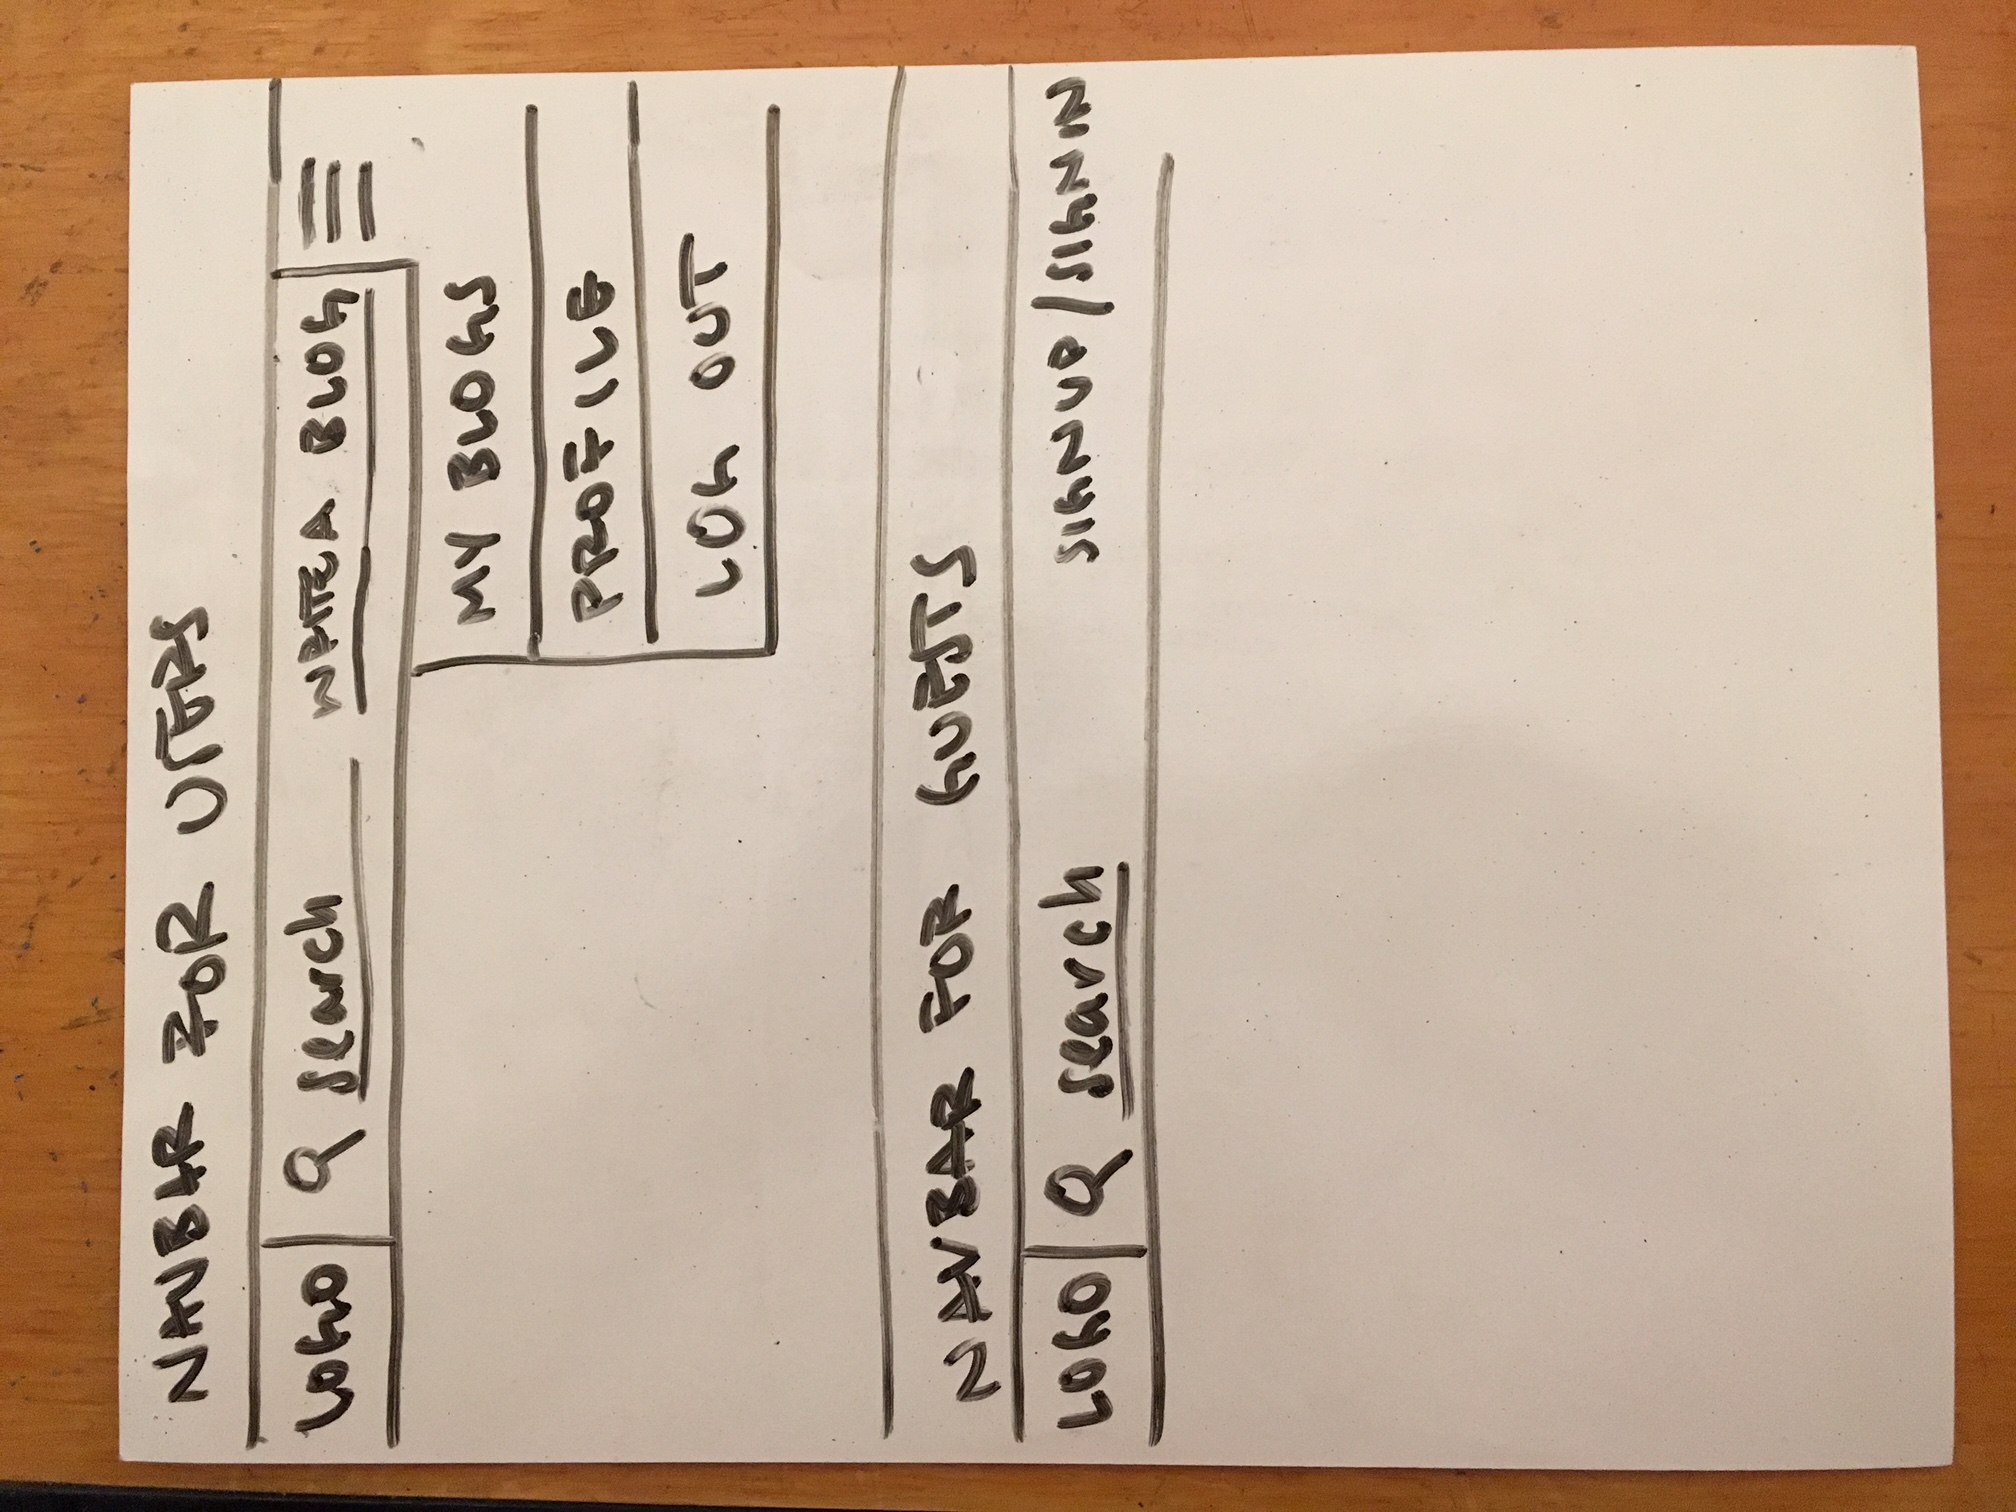 NAVBAR FOR USERS
LOGO search WRITE A BLOG
MY BLOGS
PROFILE
LOG OUT
NAVBAR FOR GUESTS
LOGO search SIGNUP/SIGNIN